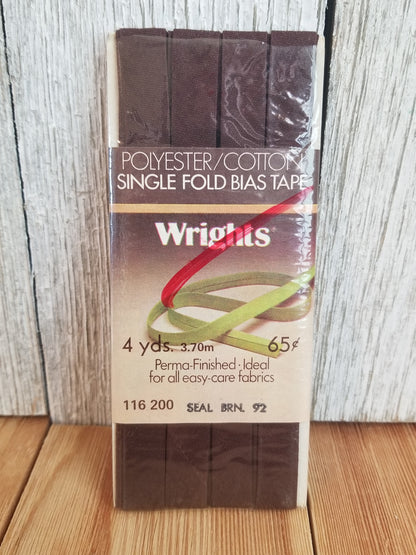 POLYESTER/COTTON
SINGLE FOLD BIAS TAPE
Wrights®
4 yds. 3.70m 65¢
Perma-Finished · Ideal
for all easy-care fabrics
116 200 SEAL BRN. 92